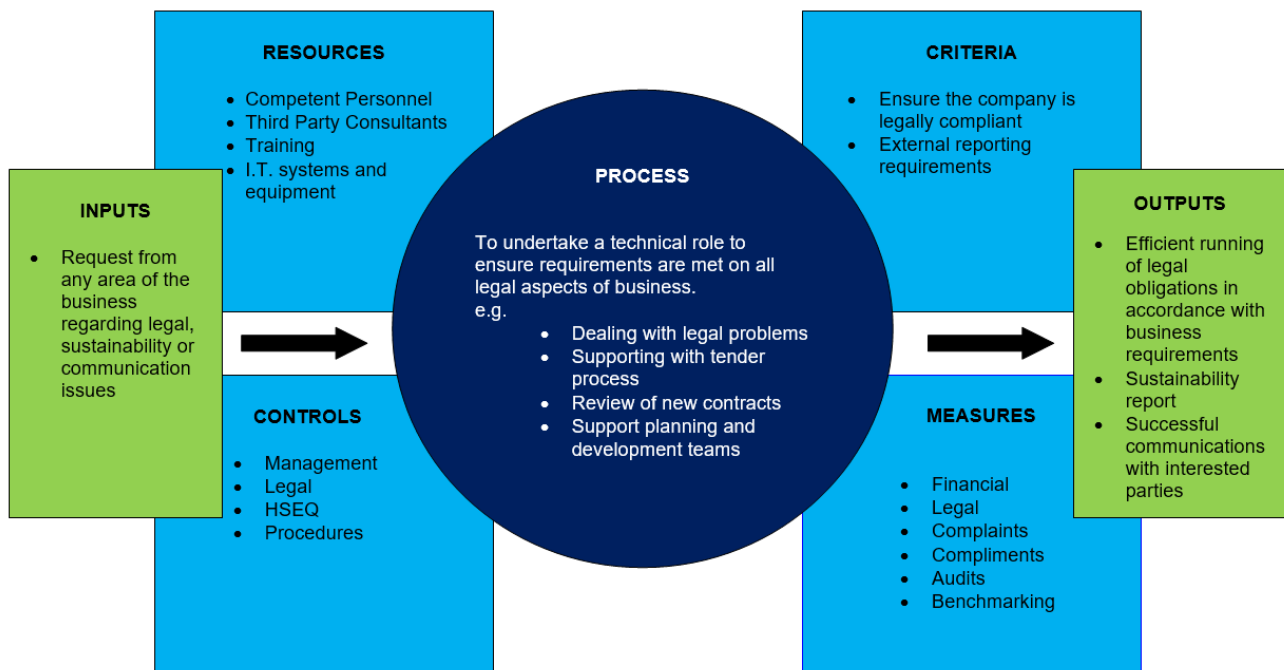 RESOURCES
• Competent Personnel
• Third Party Consultants
• Training
• I.T. systems and
equipment
CRITERIA
• Ensure the company is
legally compliant
• External reporting
requirements
INPUTS
• Request from
any area of the
business
regarding legal,
sustainability or
communication
issues
PROCESS
To undertake a technical role to
ensure requirements are met on all
legal aspects of business.
e.g.
• Dealing with legal problems
• Supporting with tender
process
• Review of new contracts
• Support planning and
development teams
OUTPUTS
• Efficient running
of legal
obligations in
accordance with
business
requirements
• Sustainability
report
• Successful
communications
with interested
parties
CONTROLS
• Management
• Legal
• HSEQ
• Procedures
MEASURES
• Financial
• Legal
• Complaints
• Compliments
• Audits
• Benchmarking